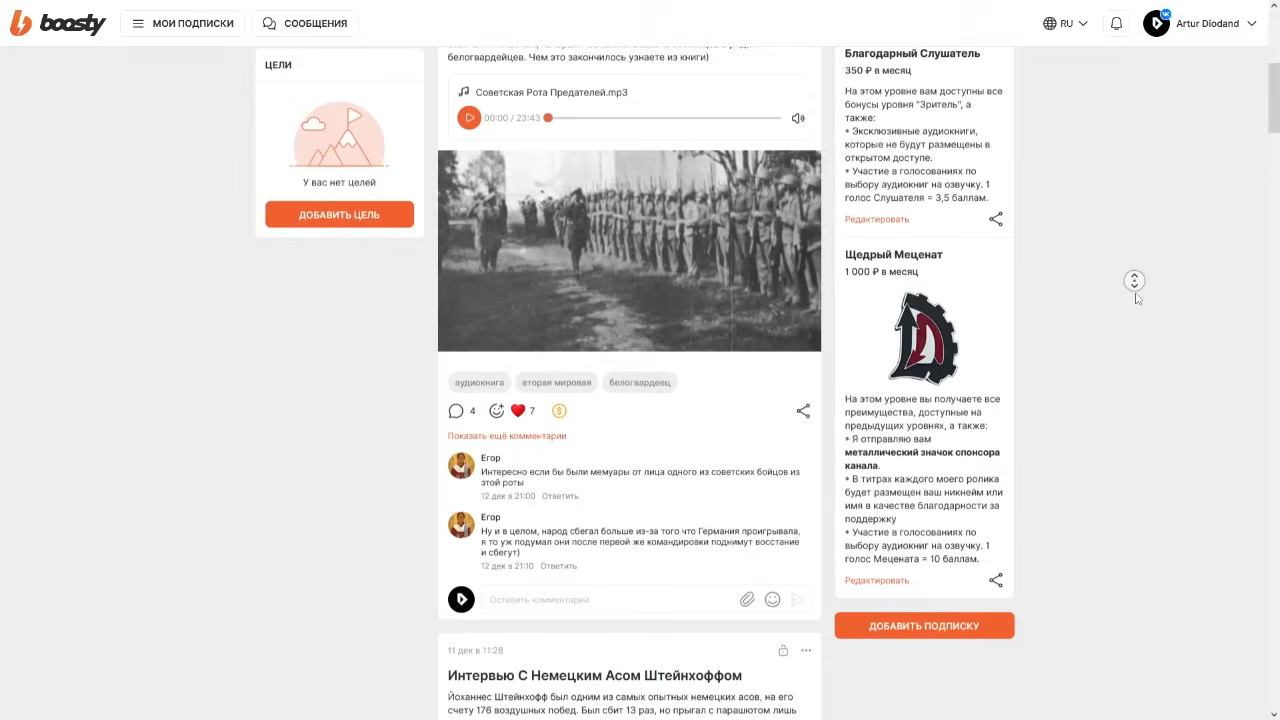 boosty
МОИ ПОДПИСКИ
СООБЩЕНИЯ
RU
Artur Diodand
ЦЕЛИ
У вас нет целей
ДОБАВИТЬ ЦЕЛЬ
белогвардейцев. Чем это закончилось узнаете из книги)
Советская Рота Предателей.mp3
00:00 / 23:43
аудиокнига
вторая мировая
белогвардеец
4
7
Показать ещё комментарии
Егор
Интересно если бы были мемуары от лица одного из советских бойцов из
этой роты
12 дек в 21:00
Ответить
Егор
Ну и в целом, народ сбегал больше из-за того что Германия проигрывала,
я то уж подумал они после первой же командировки поднимут восстание
и сбегут)
12 дек в 21:10
Ответить
Оставить комментарий
11 дек в 11:28
Интервью С Немецким Асом Штейнхоффом
Йоханнес Штейнхофф был одним из самых опытных немецких асов, на его
счету 176 воздушных побед. Был сбит 13 раз, но прыгал с парашютом лишь
Благодарный Слушатель
350 ₽ в месяц
На этом уровне вам доступны все
бонусы уровня "Зритель", а
также:
* Эксклюзивные аудиокниги,
которые не будут размещены в
открытом доступе.
* Участие в голосованиях по
выбору аудиокниг на озвучку. 1
голос Слушателя = 3,5 баллам.
Редактировать
Щедрый Меценат
1 000 ₽ в месяц
На этом уровне вы получаете все
преимущества, доступные на
предыдущих уровнях, а также:
* Я отправляю вам
металлический значок спонсора
канала.
* В титрах каждого моего ролика
будет размещен ваш никнейм или
имя в качестве благодарности за
поддержку
* Участие в голосованиях по
выбору аудиокниг на озвучку. 1
голос Мецената = 10 баллам.
Редактировать
ДОБАВИТЬ ПОДПИСКУ